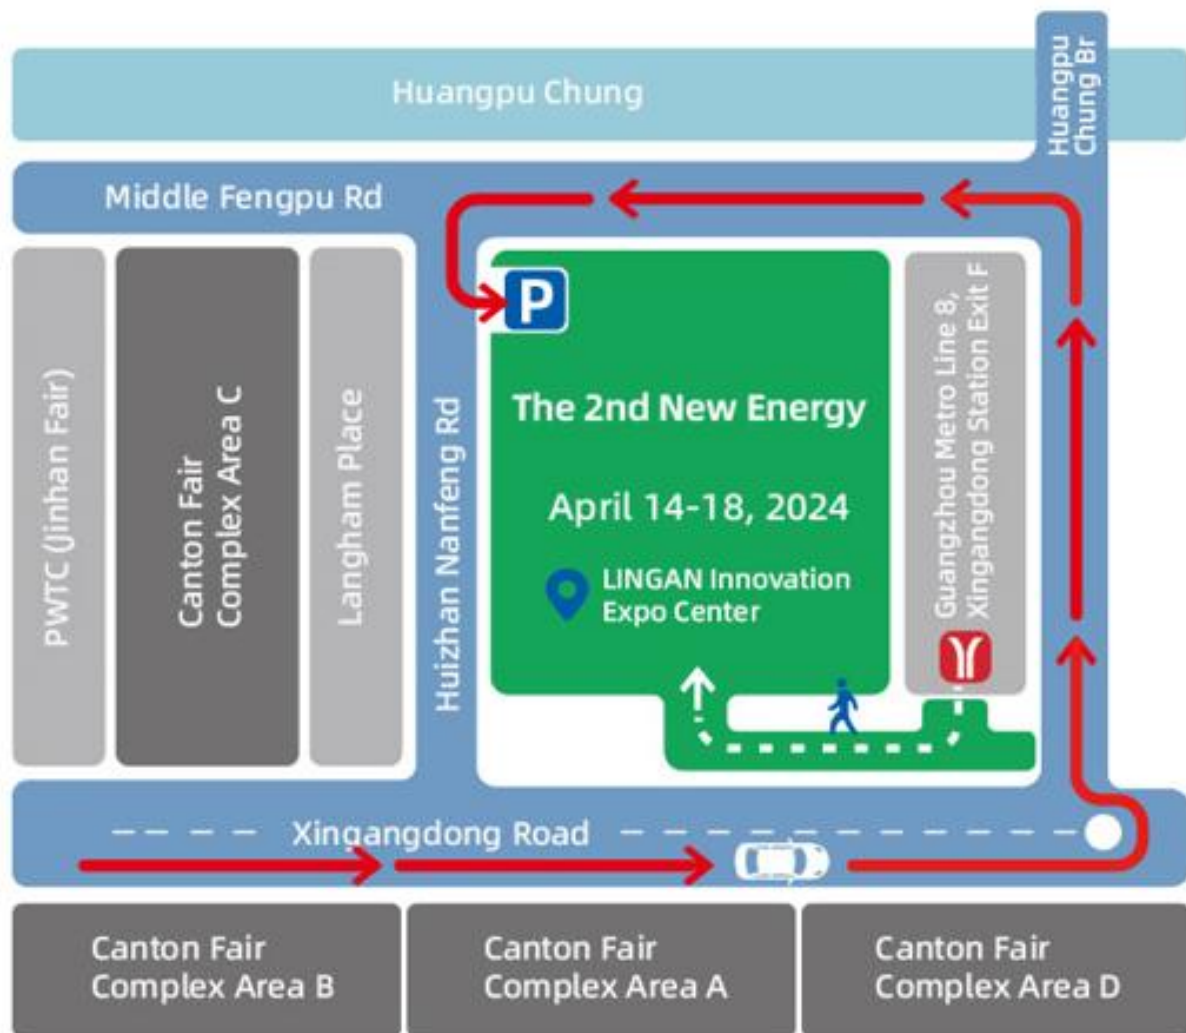 Huangpu Chung
Huangpu
Chung Br
Middle Fengpu Rd
PWTC (Jinhan Fair)
Canton Fair
Complex Area C
Langham Place
Huizhan Nanfeng Rd
P
The 2nd New Energy
April 14-18, 2024
LINGAN Innovation
Expo Center
Guangzhou Metro Line 8,
Xingangdong Station Exit F
Xingangdong Road
Canton Fair
Complex Area B
Canton Fair
Complex Area A
Canton Fair
Complex Area D